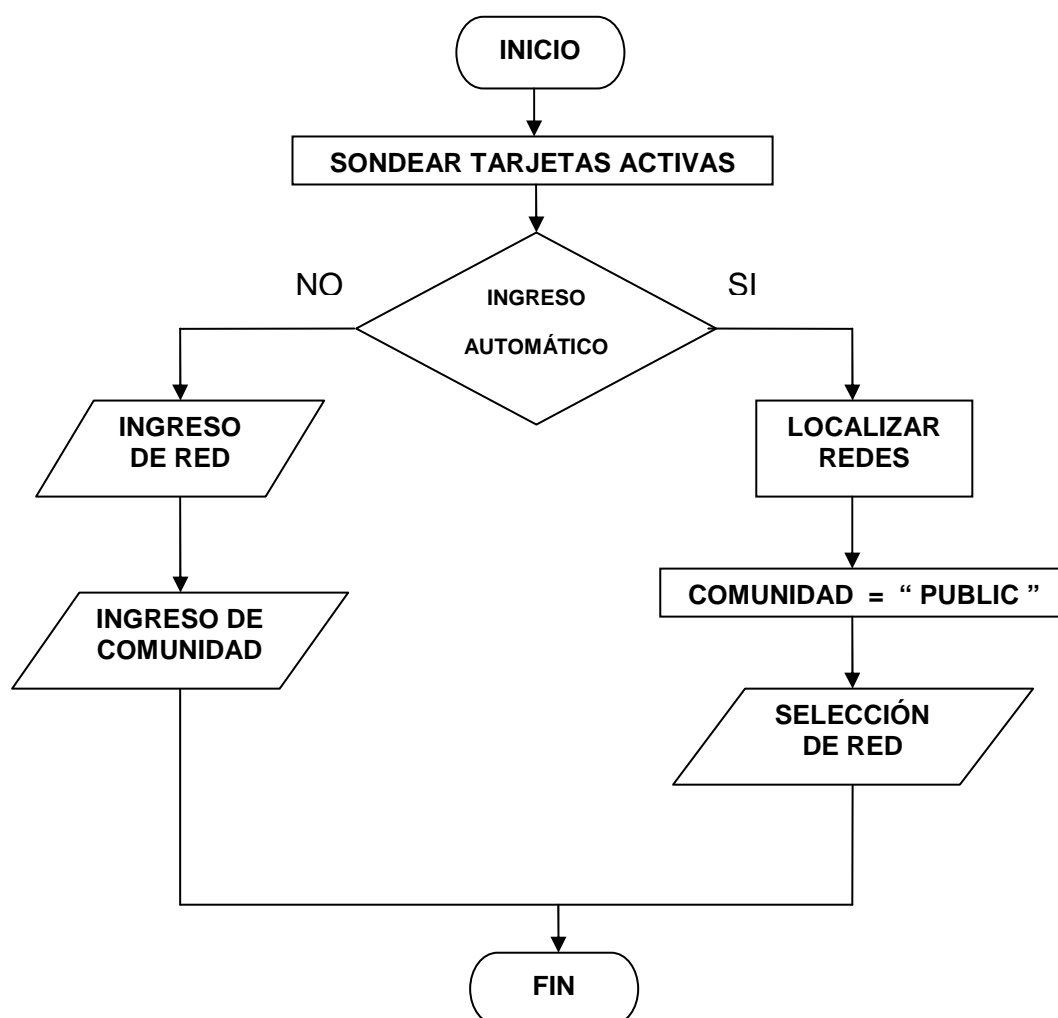 INICIO
SONDEAR TARJETAS ACTIVAS
NO
SI
INGRESO
AUTOMÁTICO
INGRESO
DE RED
LOCALIZAR
REDES
INGRESO DE
COMUNIDAD
COMUNIDAD = “ PUBLIC ”
SELECCIÓN
DE RED
FIN